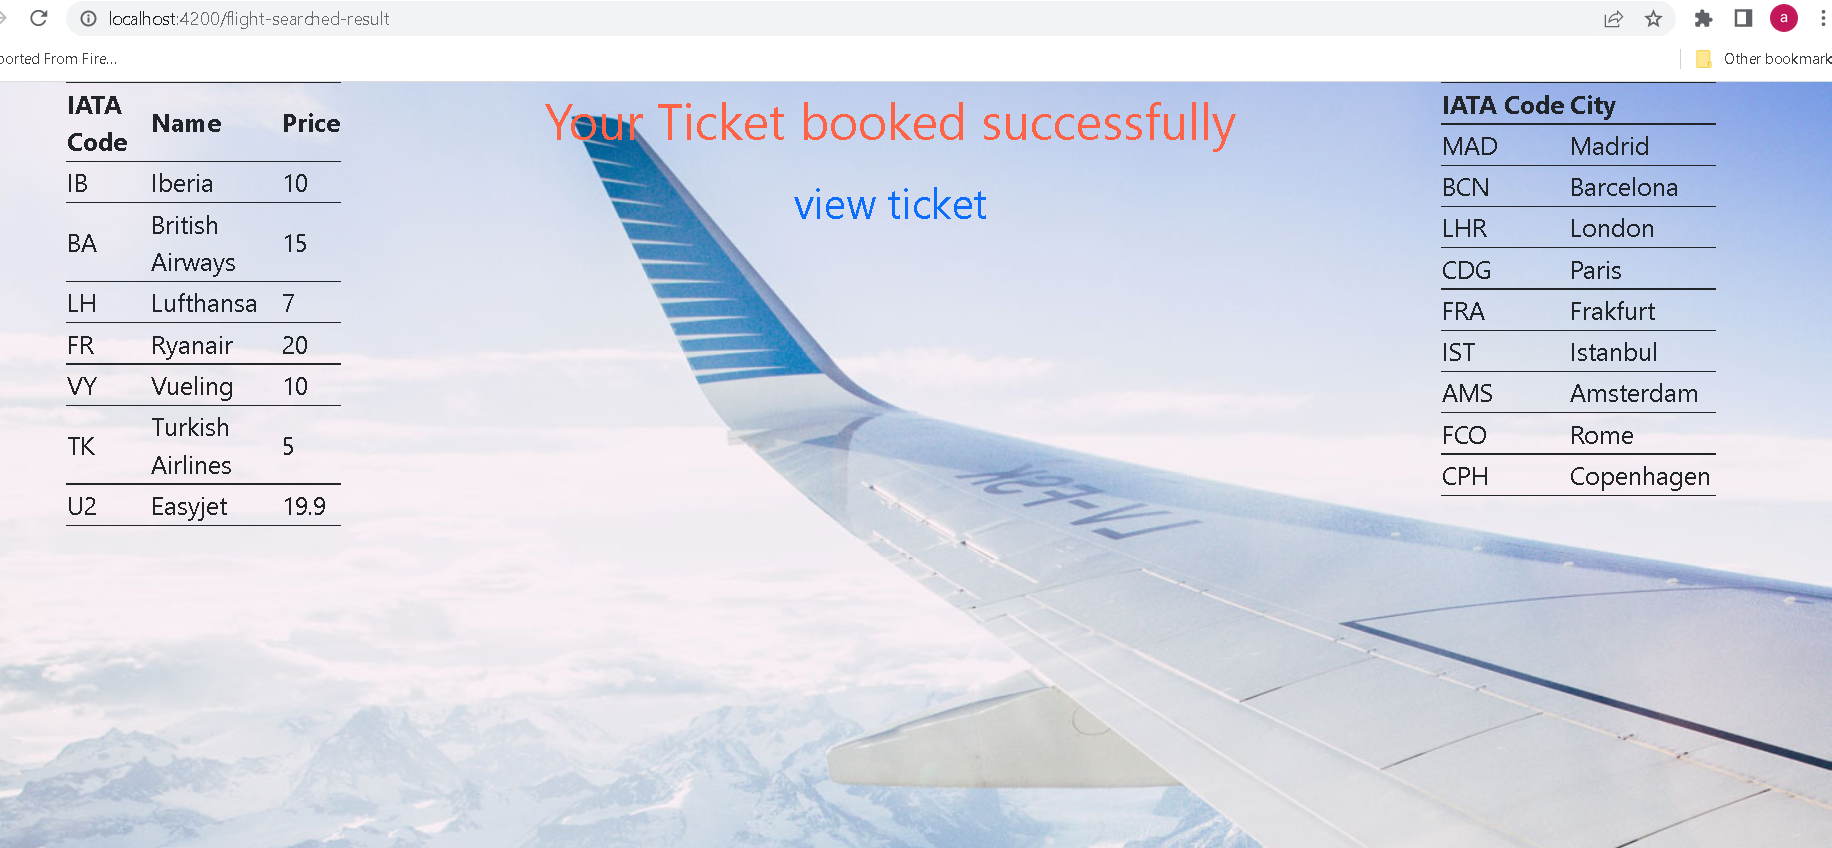 localhost:4200/flight-searched-result
ported From Fire...
Other bookmark
IATA Code Name Price
IB Iberia 10
BA British Airways 15
LH Lufthansa 7
FR Ryanair 20
VY Vueling 10
TK Turkish Airlines 5
U2 Easyjet 19.9
Your Ticket booked successfully
view ticket
IATA Code City
MAD Madrid
BCN Barcelona
LHR London
CDG Paris
FRA Frakfurt
IST Istanbul
AMS Amsterdam
FCO Rome
CPH Copenhagen
a